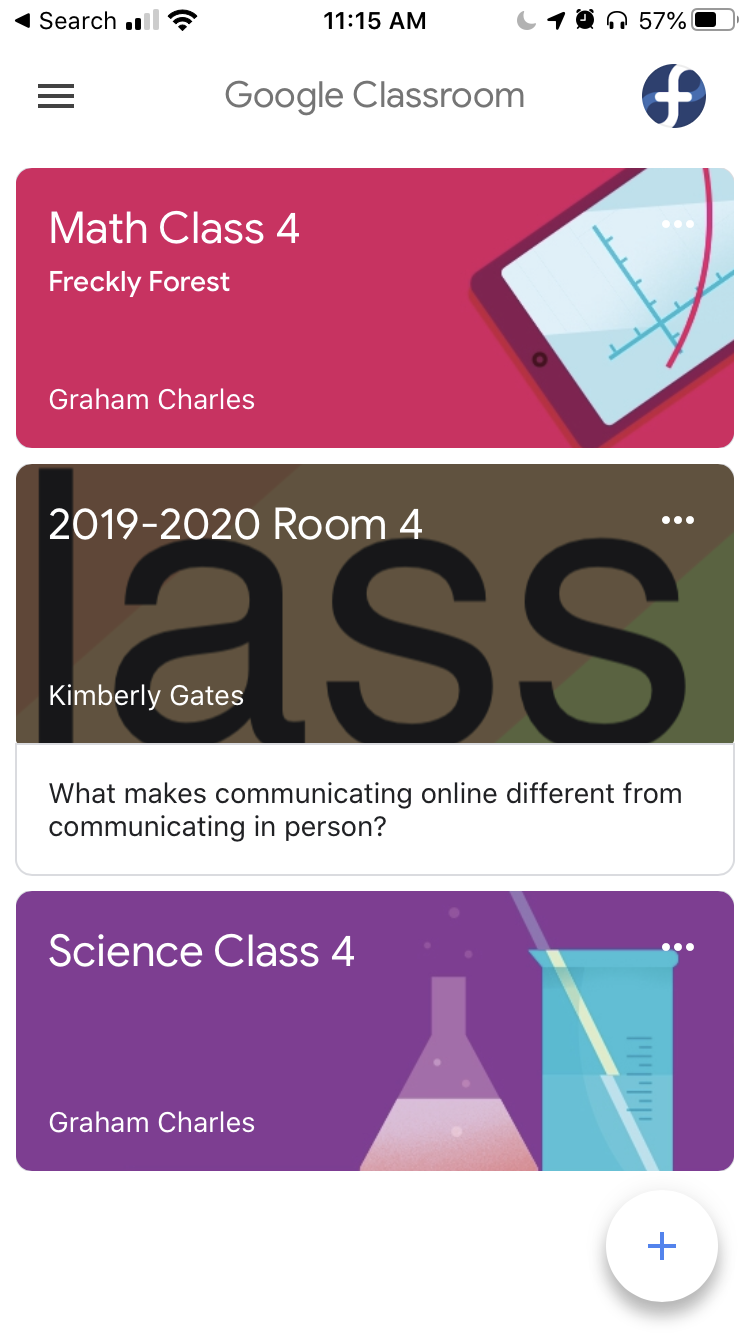 Search
11:15 AM
57%
Google Classroom
Math Class 4
Freckly Forest
Graham Charles
2019-2020 Room 4
lass
Kimberly Gates
What makes communicating online different from
communicating in person?
Science Class 4
Graham Charles